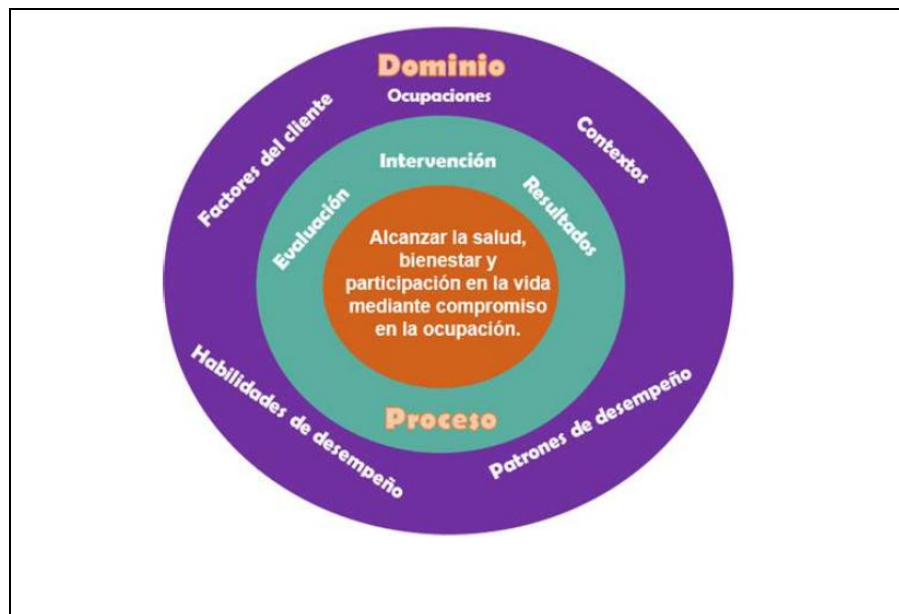 Dominio
Ocupaciones
Factores del cliente
Contextos
Intervención
Evaluación
Resultados
Alcanzar la salud,
bienestar y
participación en la vida
mediante compromiso
en la ocupación.
Proceso
Habilidades de desempeño
Patrones de desempeño